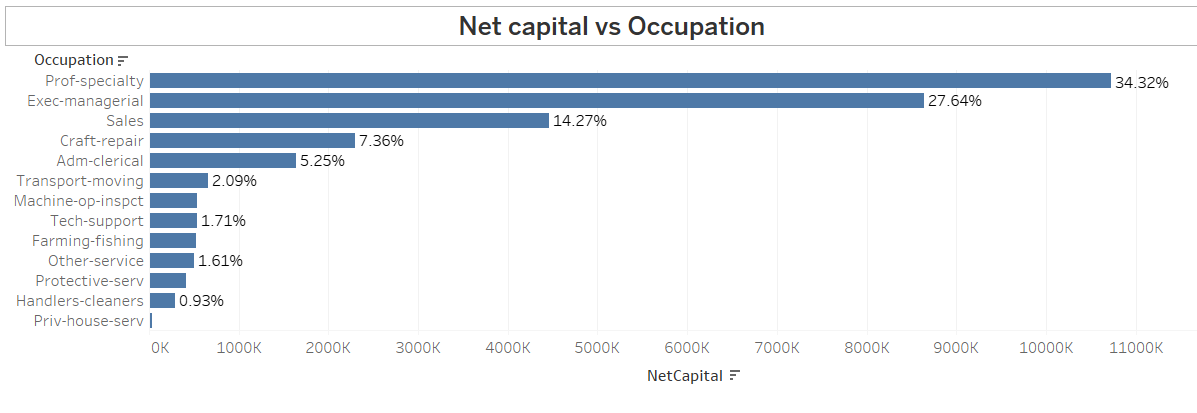 Net capital vs Occupation
Occupation
Prof-specialty 34.32%
Exec-managerial 27.64%
Sales 14.27%
Craft-repair 7.36%
Adm-clerical 5.25%
Transport-moving 2.09%
Machine-op-inspct
Tech-support 1.71%
Farming-fishing
Other-service 1.61%
Protective-serv
Handlers-cleaners 0.93%
Priv-house-serv
0K 1000K 2000K 3000K 4000K 5000K 6000K 7000K 8000K 9000K 10000K 11000K
NetCapital